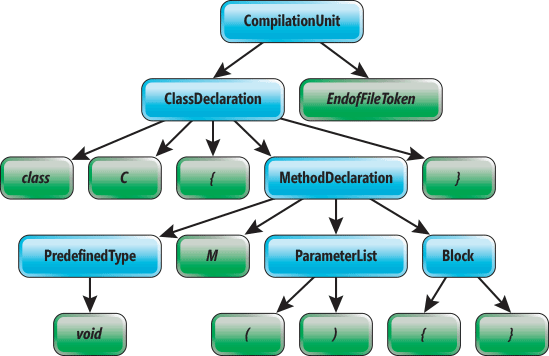 CompilationUnit
ClassDeclaration
EndofFileToken
class
C
{
MethodDeclaration
}
PredefinedType
M
ParameterList
Block
void
(
)
{
}